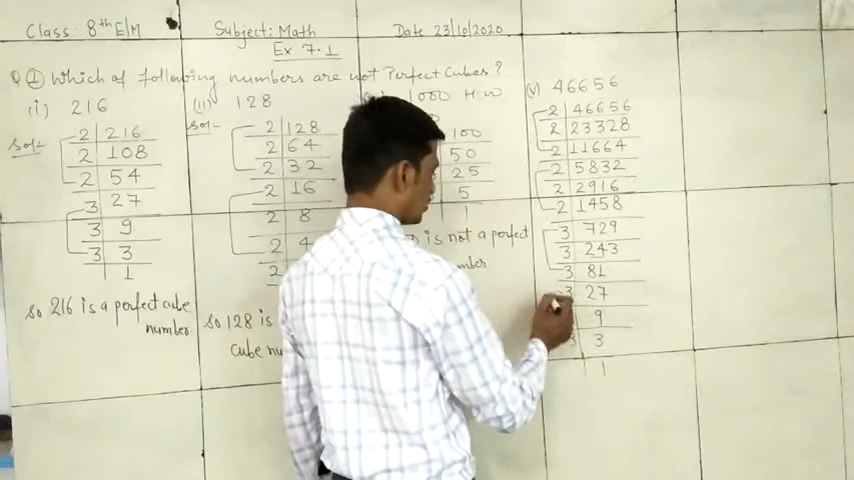 Class: 8th E/M Subject: Math Date 23/10/2020
Ex 7.1
Q ① Which of following numbers are not Perfect Cubes?
(i) 216
Sol:-
2 216
2 108
2 54
3 27
3 9
3 3
1
So 216 is a perfect cube
number
(ii) 128
Sol:-
2 128
2 64
2 32
2 16
2 8
2 4
2
So 128 is
cube nu
1000 H.W
100
50
25
5
1
is not a perfect
mber
(v) 46656
2 46656
2 23328
2 11664
2 5832
2 2916
2 1458
3 729
3 243
3 81
3 27
9
3 3
1